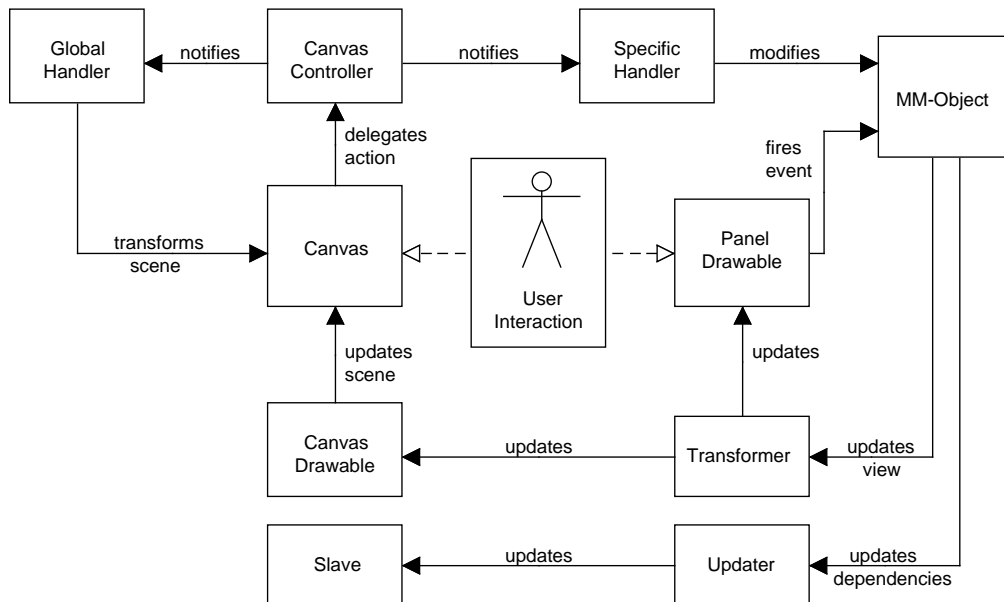 Global
Handler
notifies
Canvas
Controller
notifies
Specific
Handler
modifies
MM-Object
delegates
action
fires
event
transforms
scene
Canvas
User
Interaction
Panel
Drawable
updates
scene
updates
Canvas
Drawable
updates
Transformer
updates
view
Slave
updates
Updater
updates
dependencies